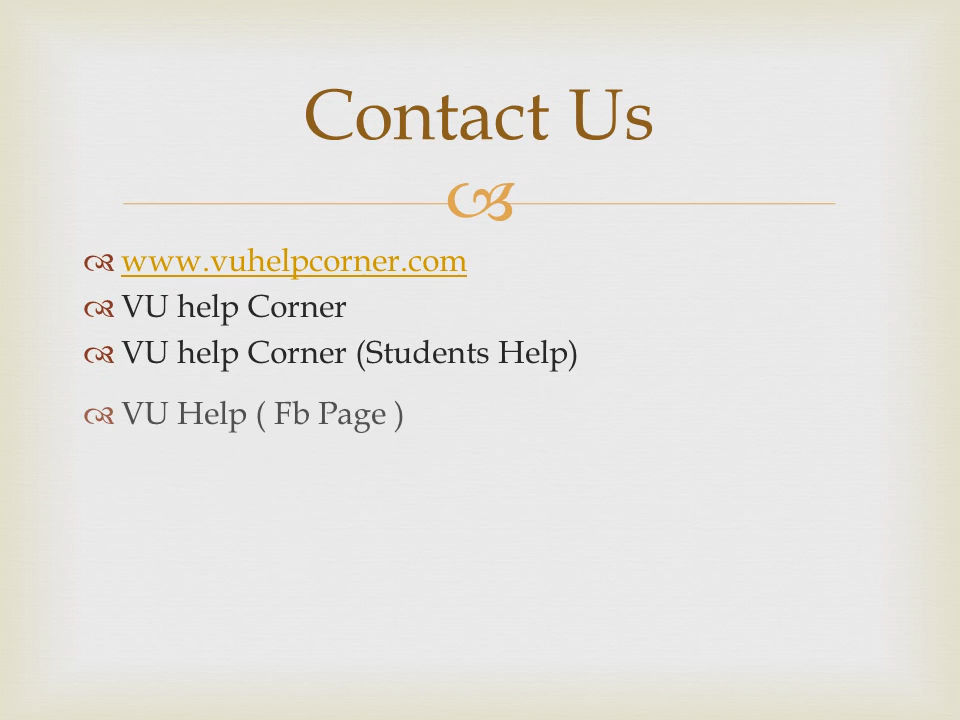 Contact Us
www.vuhelpcorner.com
VU help Corner
VU help Corner (Students Help)
VU Help ( Fb Page )